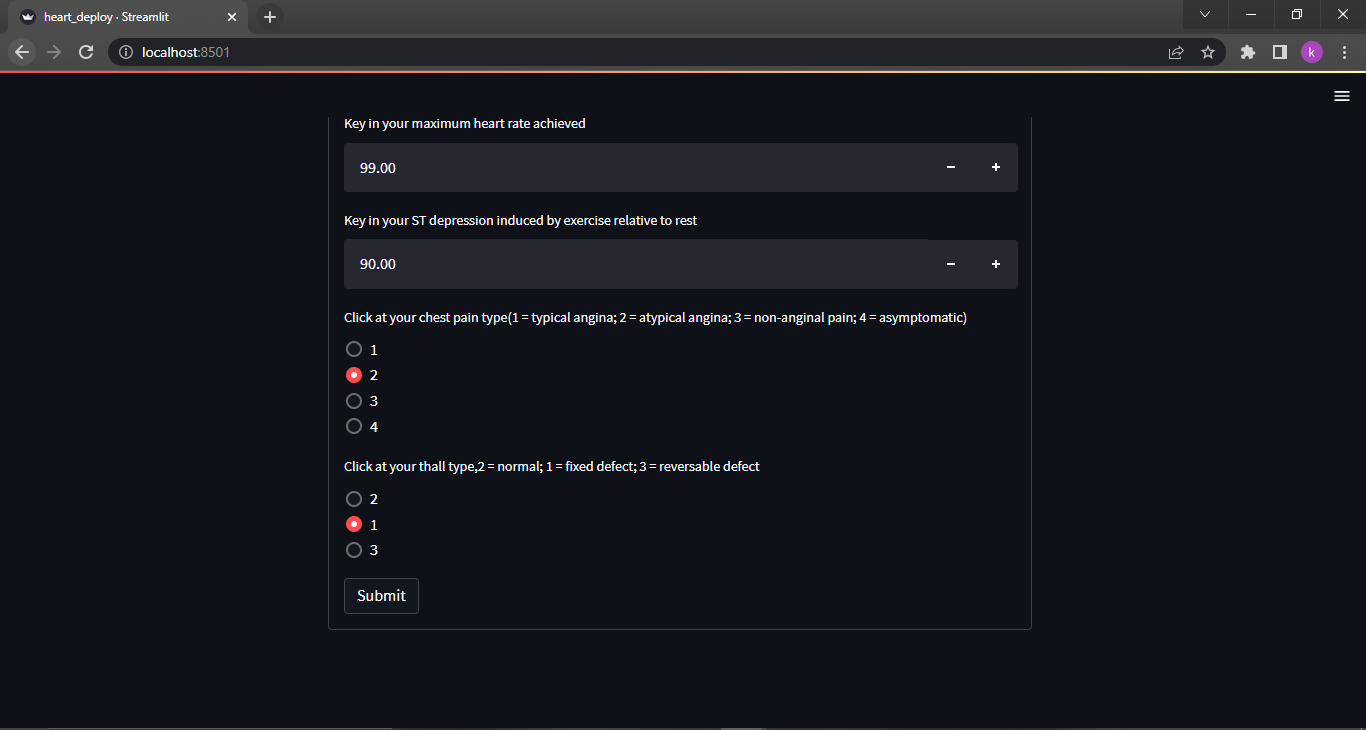 heart_deploy · Streamlit
localhost:8501
k
Key in your maximum heart rate achieved
99.00
Key in your ST depression induced by exercise relative to rest
90.00
Click at your chest pain type(1 = typical angina; 2 = atypical angina; 3 = non-anginal pain; 4 = asymptomatic)
1
2
3
4
Click at your thall type,2 = normal; 1 = fixed defect; 3 = reversable defect
2
1
3
Submit